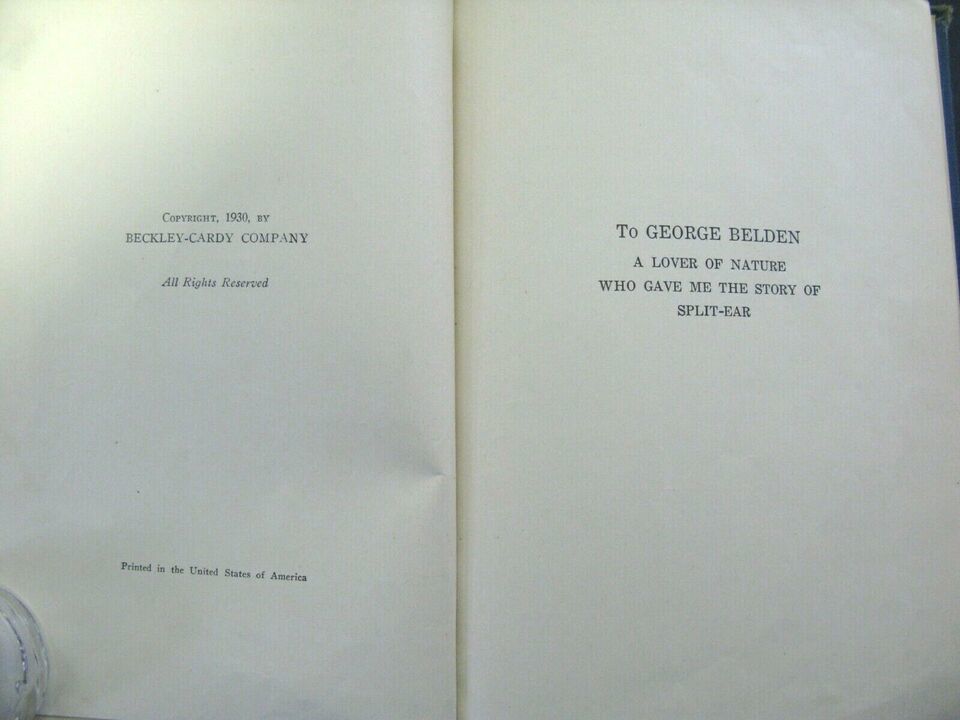 Copyright, 1930, by
BECKLEY-CARDY COMPANY
All Rights Reserved
Printed in the United States of America
To GEORGE BELDEN
A LOVER OF NATURE
WHO GAVE ME THE STORY OF
SPLIT-EAR